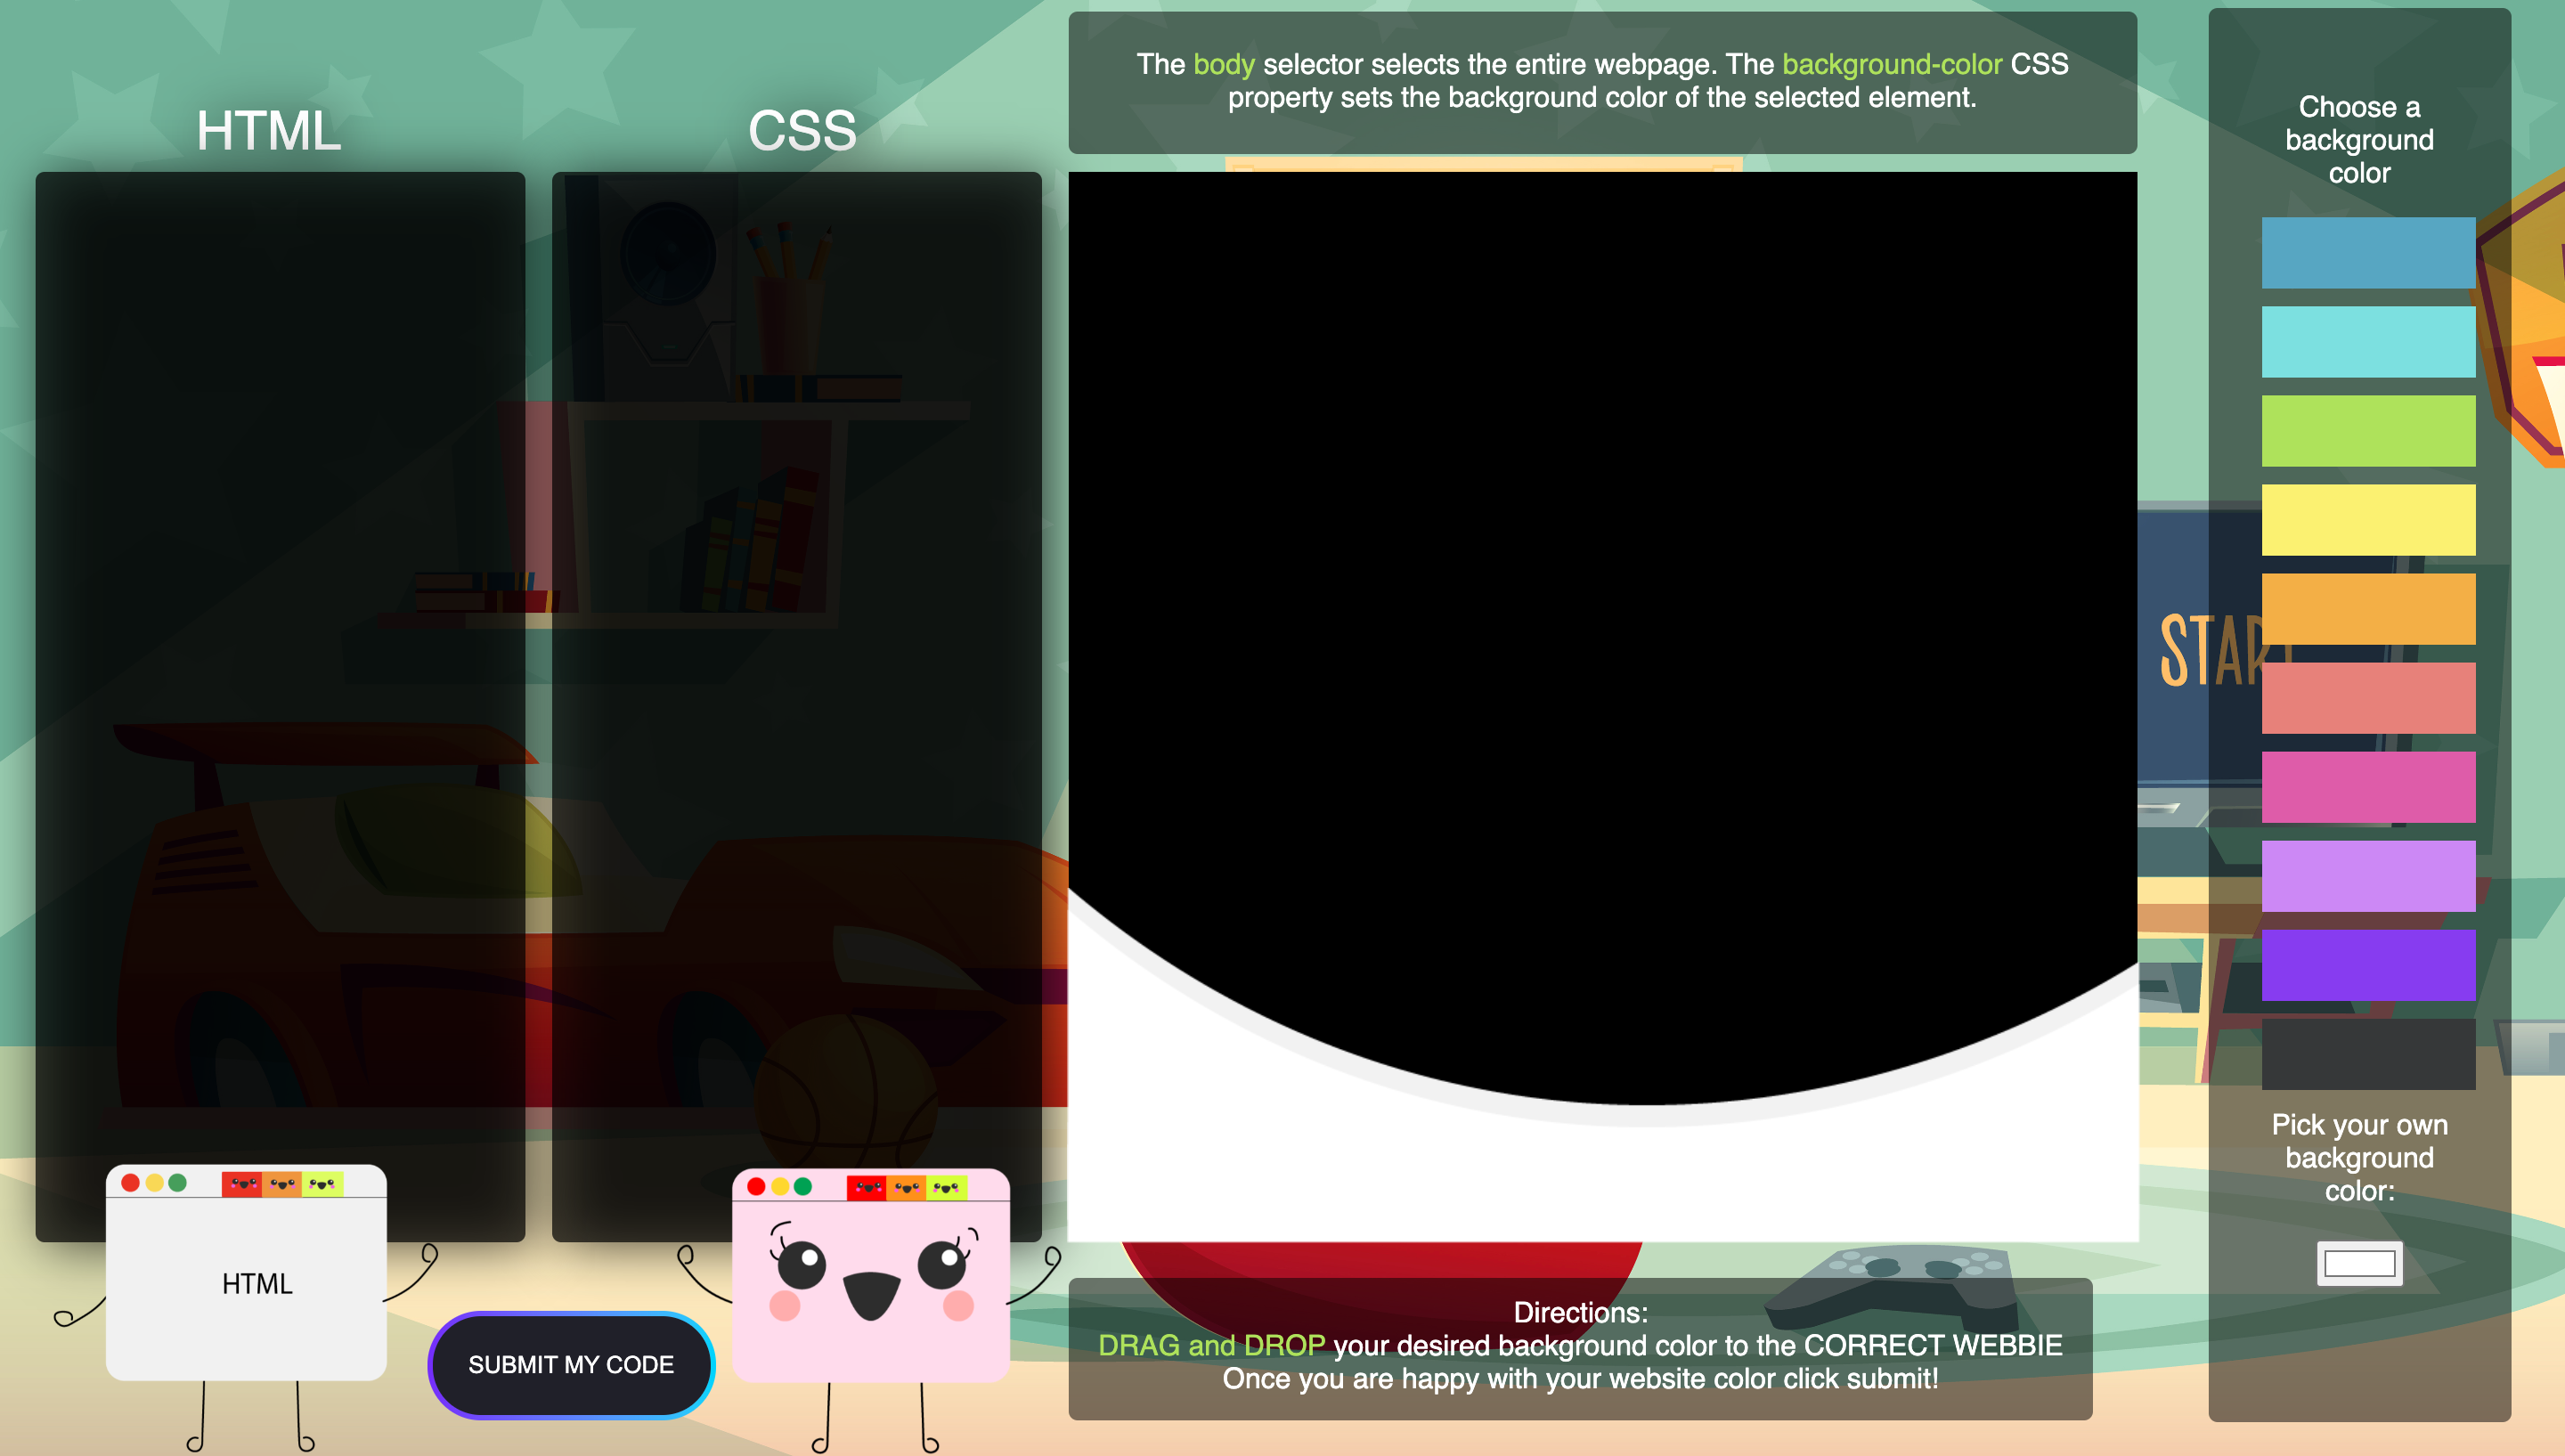 The body selector selects the entire webpage. The background-color CSS
property sets the background color of the selected element.
HTML
CSS
Choose a
background
color
START
Pick your own
background
color:
HTML
SUBMIT MY CODE
Directions:
DRAG and DROP your desired background color to the CORRECT WEBBIE
Once you are happy with your website color click submit!